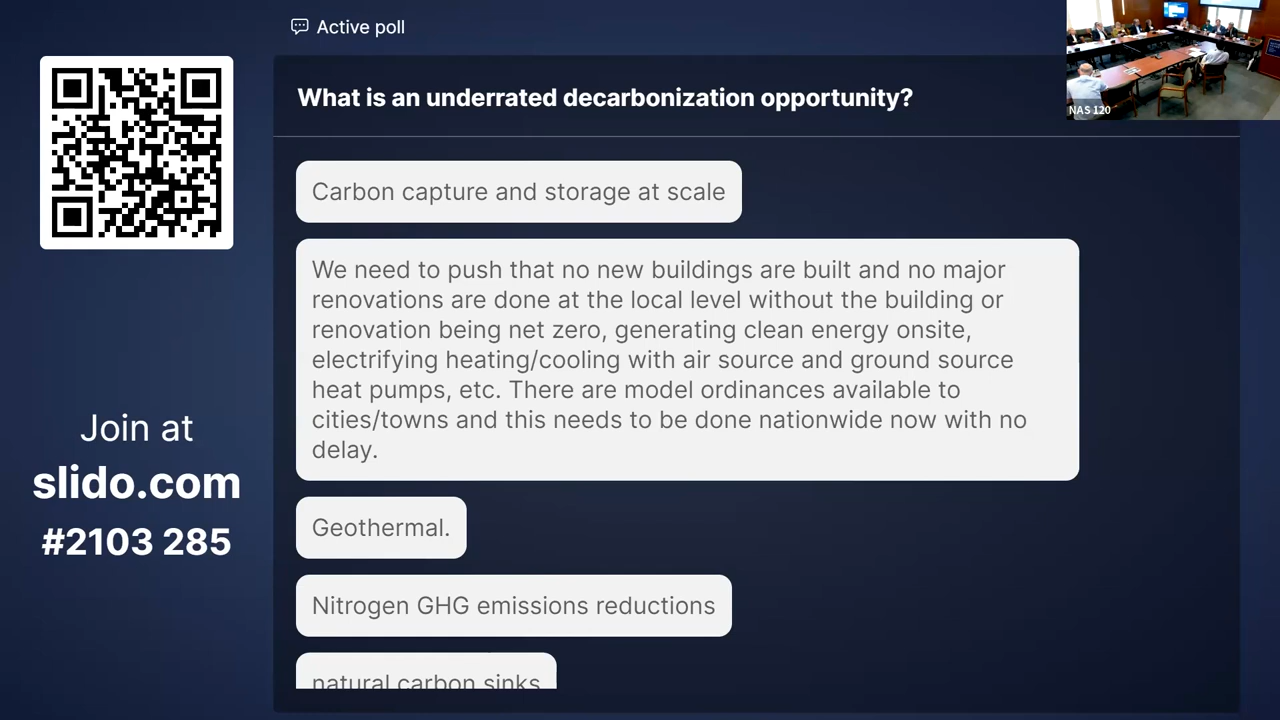 Active poll
What is an underrated decarbonization opportunity?
NAS 120
Carbon capture and storage at scale
We need to push that no new buildings are built and no major
renovations are done at the local level without the building or
renovation being net zero, generating clean energy onsite,
electrifying heating/cooling with air source and ground source
heat pumps, etc. There are model ordinances available to
cities/towns and this needs to be done nationwide now with no
delay.
Geothermal.
Nitrogen GHG emissions reductions
natural carbon sinks
Join at
slido.com
#2103 285